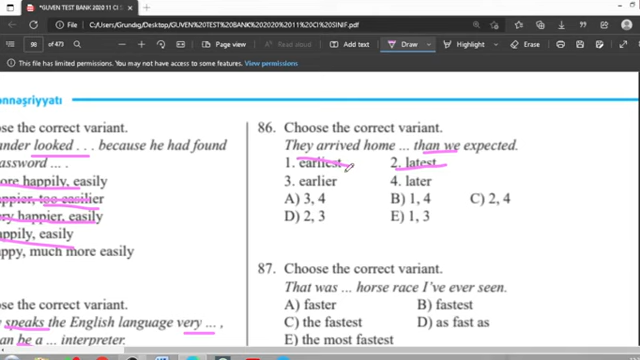 *GUVEN TEST BANK 2020 11 CI S
File
C:/Users/Grundig/Desktop/GUVEN%20TEST%20BANK%202020%2011%20CI%20SINIF.pdf
98 of 473
Page view
Read aloud
Add text
Draw
Highlight
Erase
This file has limited permissions. You may not have access to some features. View permissions
onnəşriyyatı
ose the correct variant.
ander looked . . . because he had found
assword ... .
ore happily, easily
appier, too easilier
ery happier, easily
appily, easily
appy, much more easily
ose the correct variant.
speaks the English language very ... ,
an be a ... interpreter.
86. Choose the correct variant.
They arrived home ... than we expected.
1. earliest 2. latest
3. earlier 4. later
A) 3, 4 B) 1, 4 C) 2, 4
D) 2, 3 E) 1, 3
87. Choose the correct variant.
That was ... horse race I've ever seen.
A) faster B) fastest
C) the fastest D) as fast as
E) the most fastest